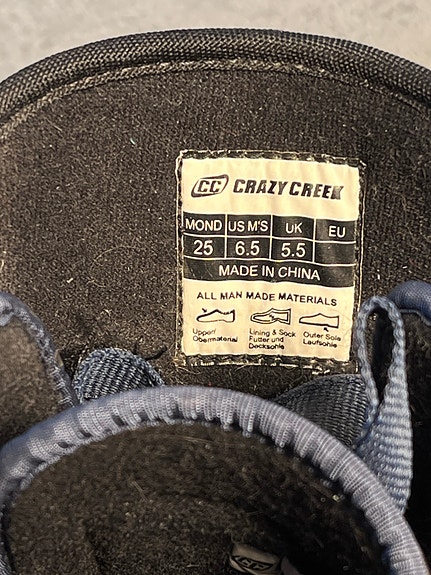 CC CRAZY CREEK
MOND US M'S UK EU
25 6.5 5.5
MADE IN CHINA
ALL MAN MADE MATERIALS
Upper/ Obermaterial
Lining & Sock Futter und Decksohle
Outer Sole Laufsohle
CC